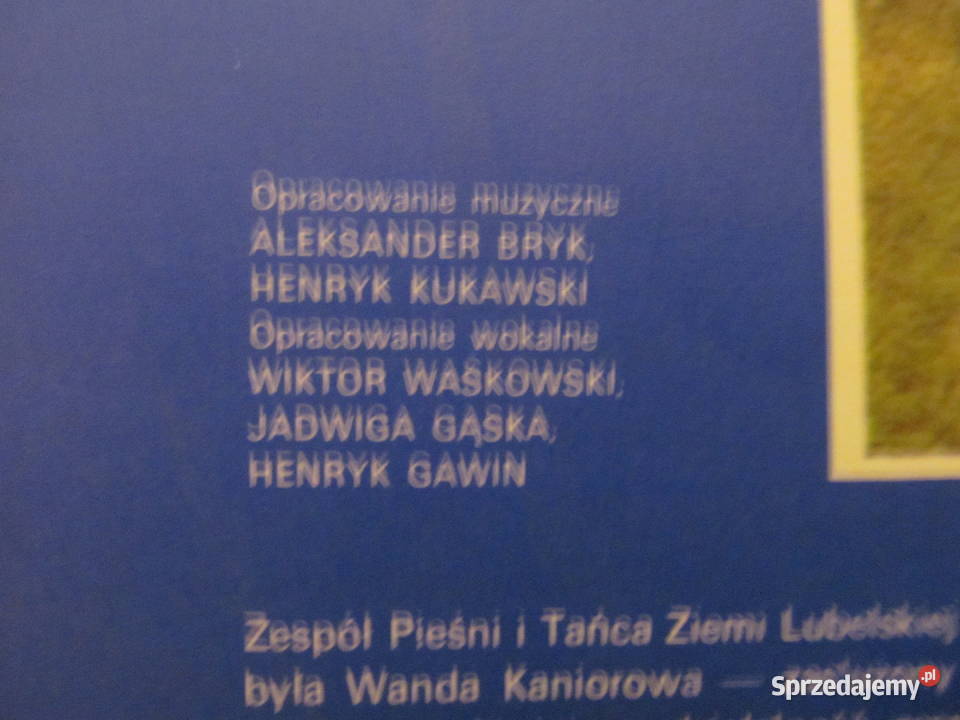 Opracowanie muzyczne
ALEKSANDER BRYK,
HENRYK KUKAWSKI
Opracowanie wokalne
WIKTOR WAŚKOWSKI,
JADWIGA GĄSKA,
HENRYK GAWIN
Zespół Pieśni i Tańca Ziemi Lubelskiej
była Wanda Kaniorowa —
Sprzedajemy.pl